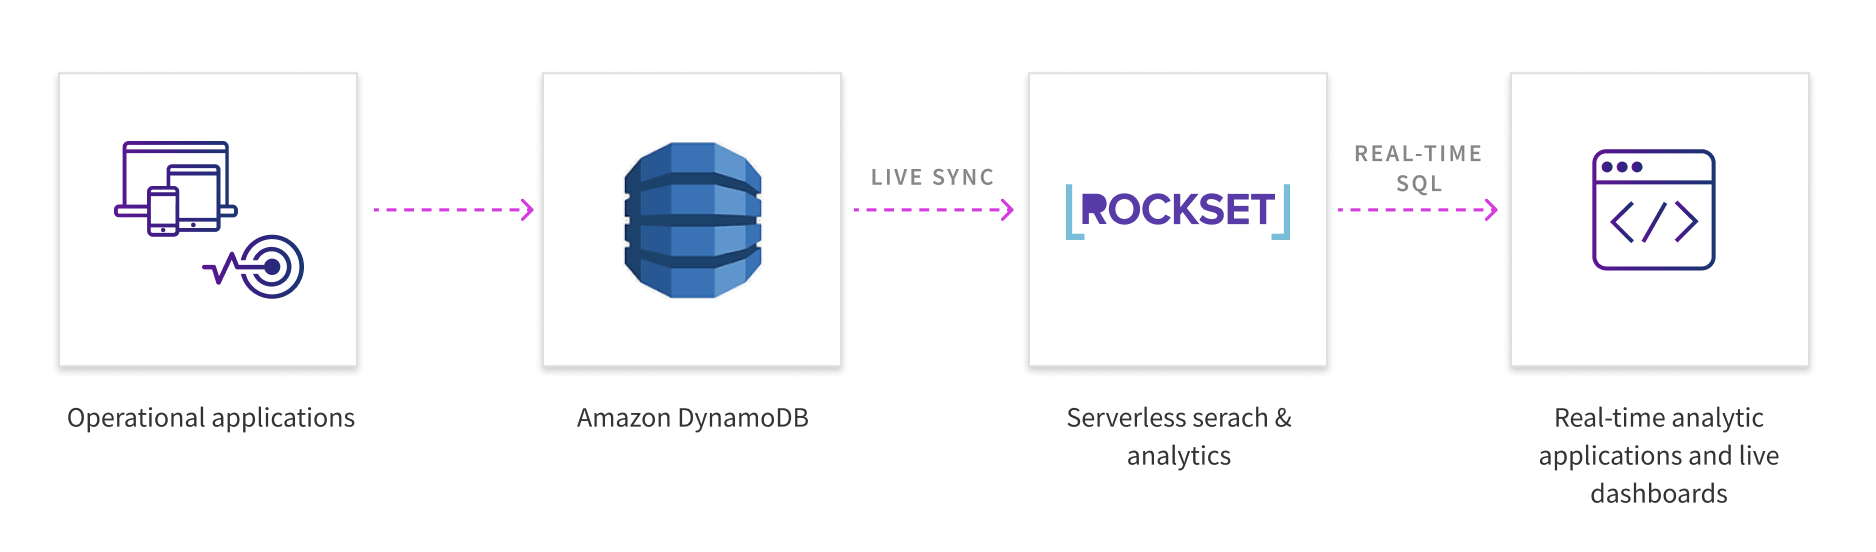 LIVE SYNC
REAL-TIME
SQL
[ROCKSET]
Operational applications
Amazon DynamoDB
Serverless serach &
analytics
Real-time analytic
applications and live
dashboards